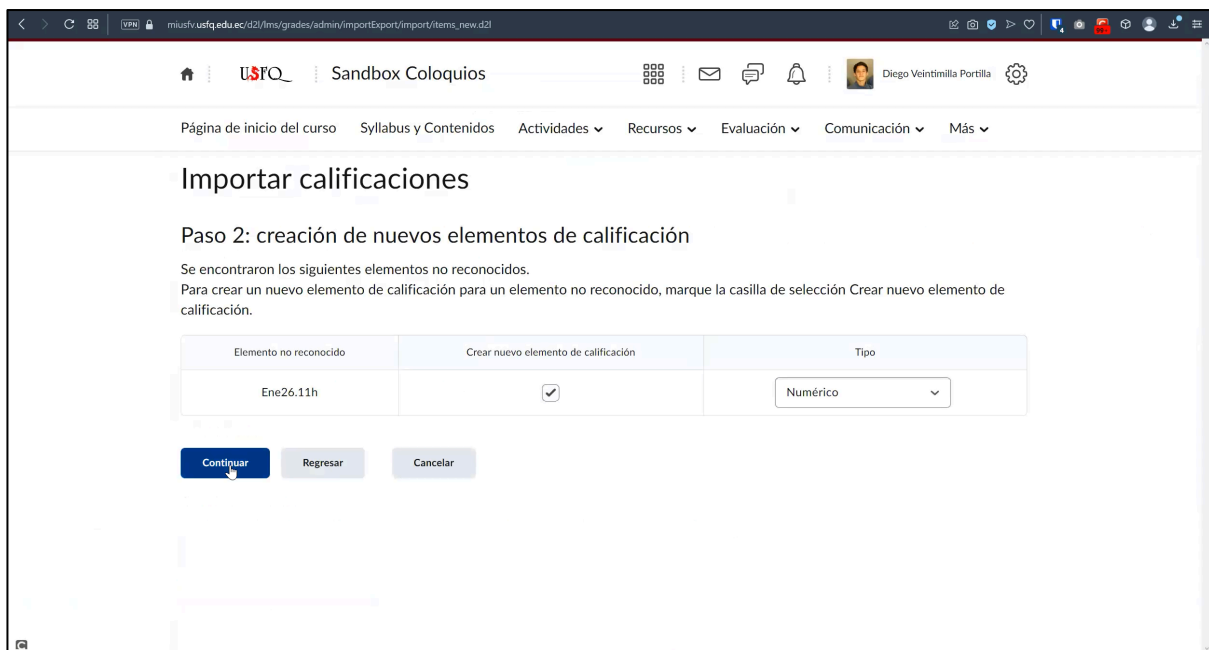 VPN miusfv.usfq.edu.ec/d2l/lms/grades/admin/importExport/import/items_new.d2l 4 99+
USFQ Sandbox Coloquios Diego Veintimilla Portilla
Página de inicio del curso Syllabus y Contenidos Actividades Recursos Evaluación Comunicación Más
Importar calificaciones
Paso 2: creación de nuevos elementos de calificación
Se encontraron los siguientes elementos no reconocidos.
Para crear un nuevo elemento de calificación para un elemento no reconocido, marque la casilla de selección Crear nuevo elemento de
calificación.
Elemento no reconocido Crear nuevo elemento de calificación Tipo
Ene26.11h Numérico
Continuar Regresar Cancelar